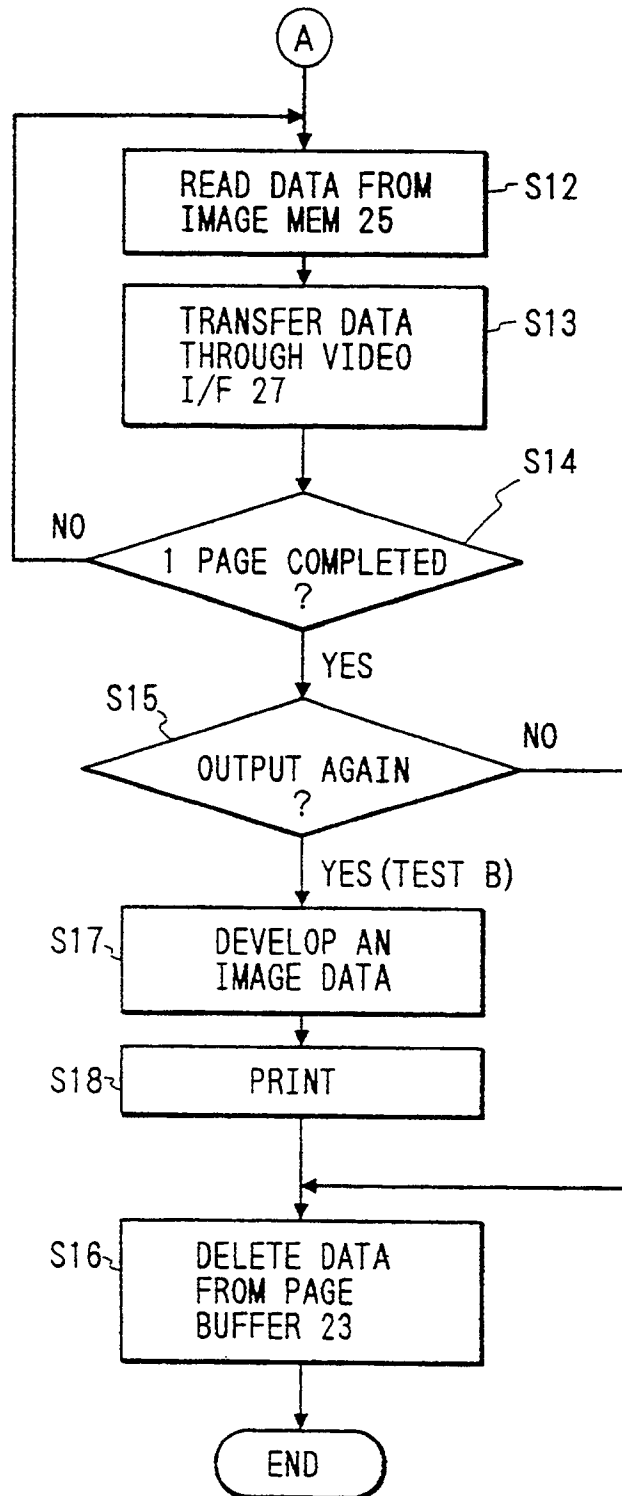 A
READ DATA FROM
IMAGE MEM 25
S12
TRANSFER DATA
THROUGH VIDEO
I/F 27
S13
S14
NO
1 PAGE COMPLETED
?
YES
S15
NO
OUTPUT AGAIN
?
YES (TEST B)
S17
DEVELOP AN
IMAGE DATA
S18
PRINT
S16
DELETE DATA
FROM PAGE
BUFFER 23
END